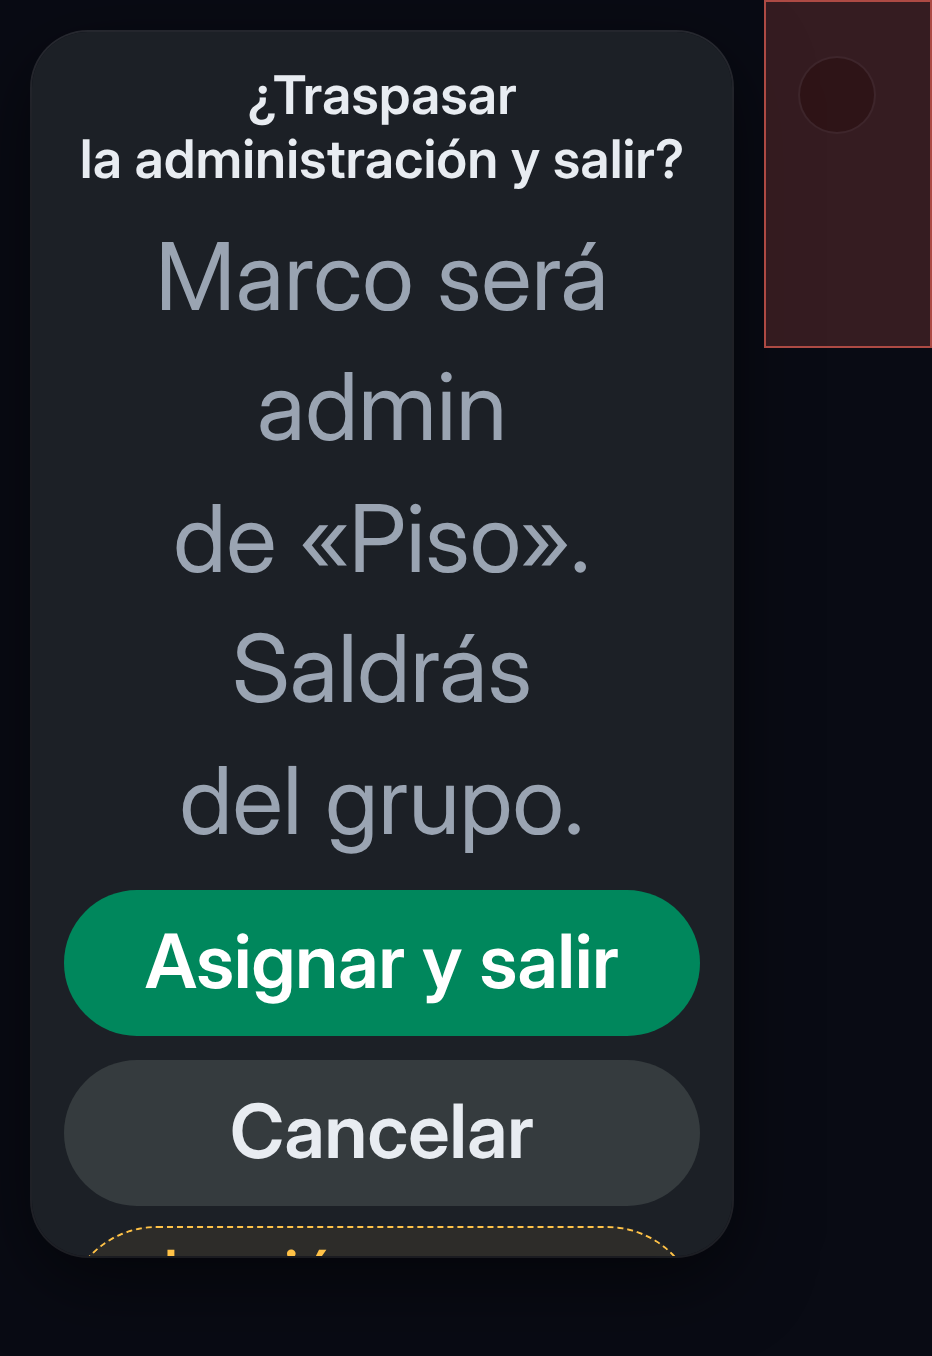 ¿Traspasar
la administración y salir?
Marco será
admin
de «Piso».
Saldrás
del grupo.
Asignar y salir
Cancelar